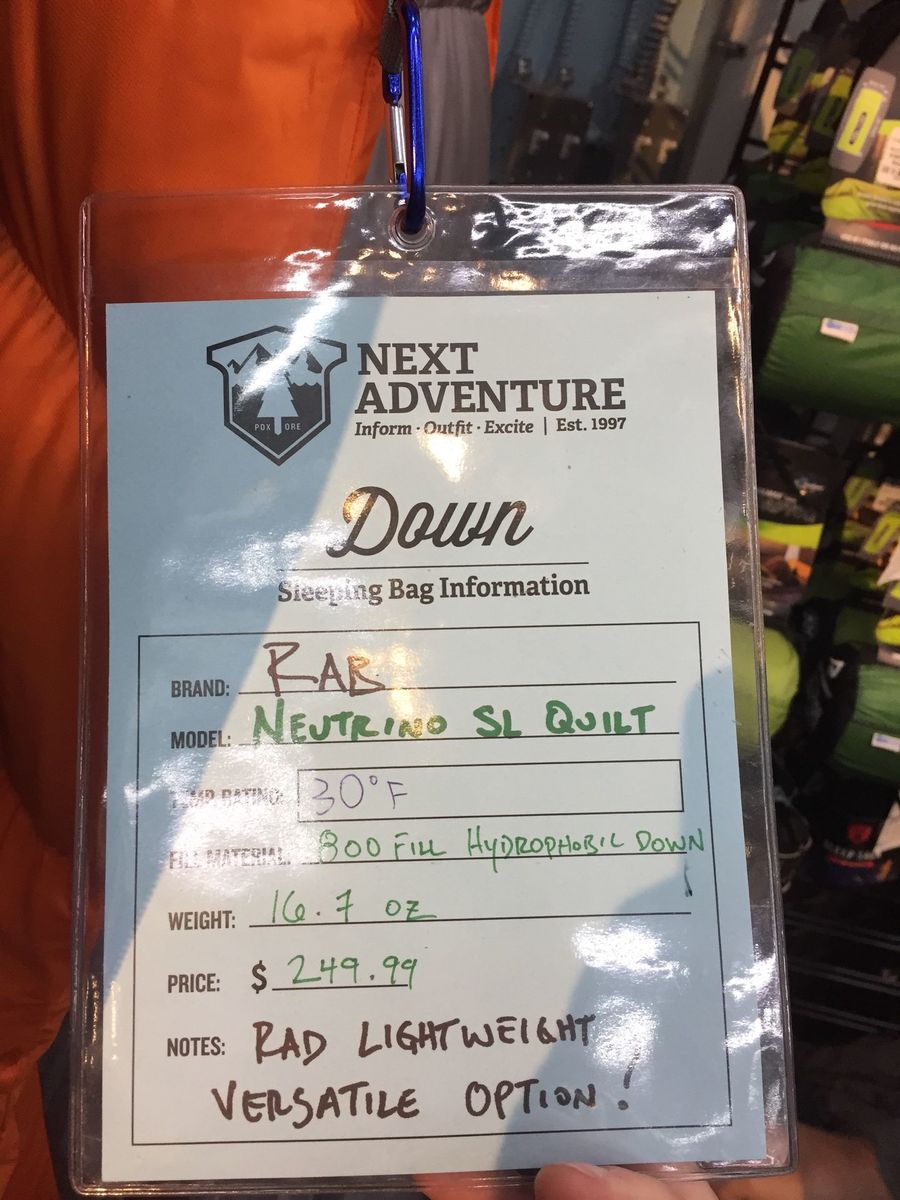 NEXT
ADVENTURE
Inform · Outfit · Excite | Est. 1997
PDX ORE
Down
Sleeping Bag Information
BRAND: RAB
MODEL: NEUTRINO SL QUILT
TEMP RATING: 30°F
FILL MATERIAL: 800 FILL HYDROPHOBIC DOWN
WEIGHT: 16.7 oz
PRICE: $ 249.99
NOTES: RAD LIGHTWEIGHT
VERSATILE OPTION!